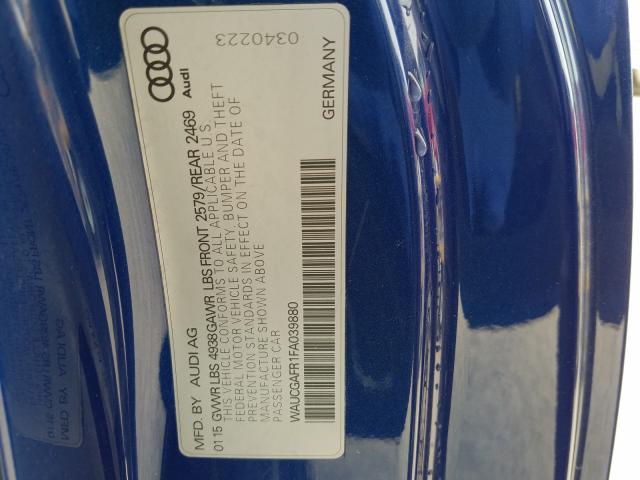 MFD. BY AUDI AG
Audi
0115 GVWR LBS 4938 GAWR LBS FRONT 2579/REAR 2469
THIS VEHICLE CONFORMS TO ALL APPLICABLE U S
FEDERAL MOTOR VEHICLE SAFETY, BUMPER AND THEFT
PREVENTION STANDARDS IN EFFECT ON THE DATE OF
MANUFACTURE SHOWN ABOVE
PASSENGER CAR
0340223
WAUCGAFR1FA039880
GERMANY